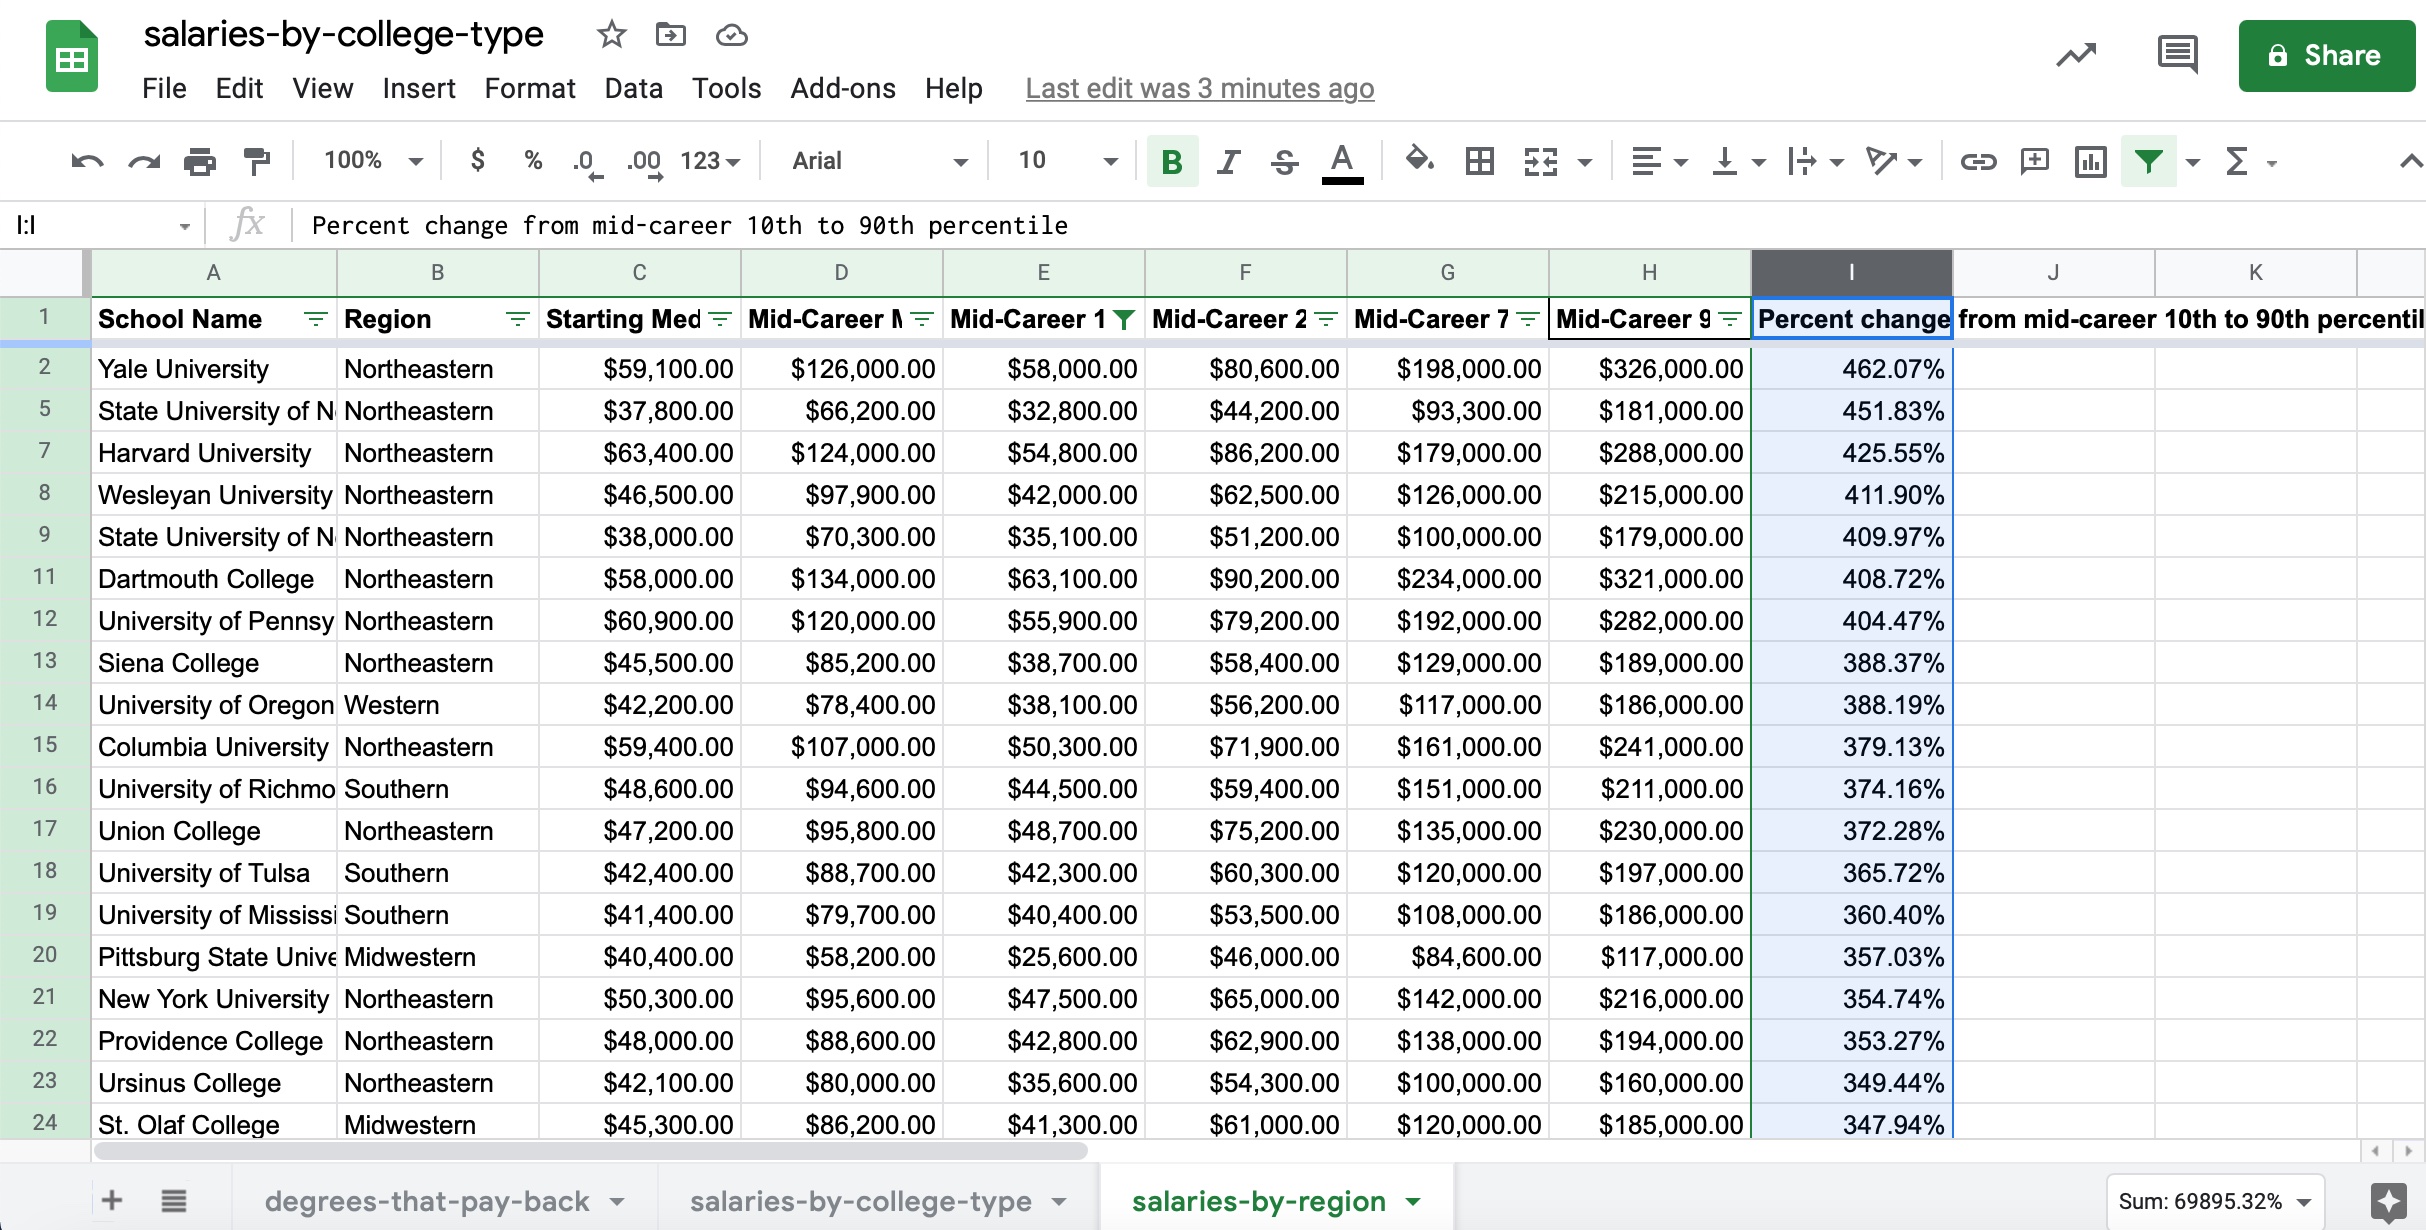 salaries-by-college-type
File Edit View Insert Format Data Tools Add-ons Help Last edit was 3 minutes ago
Share
100% $ % .0 .00 123 Arial 10 B I S A Σ
I:I fx Percent change from mid-career 10th to 90th percentile
A B C D E F G H I J K
1 School Name Region Starting Med Mid-Career M Mid-Career 1 Mid-Career 2 Mid-Career 7 Mid-Career 9 Percent change from mid-career 10th to 90th percentil
2 Yale University Northeastern $59,100.00 $126,000.00 $58,000.00 $80,600.00 $198,000.00 $326,000.00 462.07%
5 State University of N Northeastern $37,800.00 $66,200.00 $32,800.00 $44,200.00 $93,300.00 $181,000.00 451.83%
7 Harvard University Northeastern $63,400.00 $124,000.00 $54,800.00 $86,200.00 $179,000.00 $288,000.00 425.55%
8 Wesleyan University Northeastern $46,500.00 $97,900.00 $42,000.00 $62,500.00 $126,000.00 $215,000.00 411.90%
9 State University of N Northeastern $38,000.00 $70,300.00 $35,100.00 $51,200.00 $100,000.00 $179,000.00 409.97%
11 Dartmouth College Northeastern $58,000.00 $134,000.00 $63,100.00 $90,200.00 $234,000.00 $321,000.00 408.72%
12 University of Pennsy Northeastern $60,900.00 $120,000.00 $55,900.00 $79,200.00 $192,000.00 $282,000.00 404.47%
13 Siena College Northeastern $45,500.00 $85,200.00 $38,700.00 $58,400.00 $129,000.00 $189,000.00 388.37%
14 University of Oregon Western $42,200.00 $78,400.00 $38,100.00 $56,200.00 $117,000.00 $186,000.00 388.19%
15 Columbia University Northeastern $59,400.00 $107,000.00 $50,300.00 $71,900.00 $161,000.00 $241,000.00 379.13%
16 University of Richmo Southern $48,600.00 $94,600.00 $44,500.00 $59,400.00 $151,000.00 $211,000.00 374.16%
17 Union College Northeastern $47,200.00 $95,800.00 $48,700.00 $75,200.00 $135,000.00 $230,000.00 372.28%
18 University of Tulsa Southern $42,400.00 $88,700.00 $42,300.00 $60,300.00 $120,000.00 $197,000.00 365.72%
19 University of Mississi Southern $41,400.00 $79,700.00 $40,400.00 $53,500.00 $108,000.00 $186,000.00 360.40%
20 Pittsburg State Unive Midwestern $40,400.00 $58,200.00 $25,600.00 $46,000.00 $84,600.00 $117,000.00 357.03%
21 New York University Northeastern $50,300.00 $95,600.00 $47,500.00 $65,000.00 $142,000.00 $216,000.00 354.74%
22 Providence College Northeastern $48,000.00 $88,600.00 $42,800.00 $62,900.00 $138,000.00 $194,000.00 353.27%
23 Ursinus College Northeastern $42,100.00 $80,000.00 $35,600.00 $54,300.00 $100,000.00 $160,000.00 349.44%
24 St. Olaf College Midwestern $45,300.00 $86,200.00 $41,300.00 $61,000.00 $120,000.00 $185,000.00 347.94%
degrees-that-pay-back salaries-by-college-type salaries-by-region Sum: 69895.32%